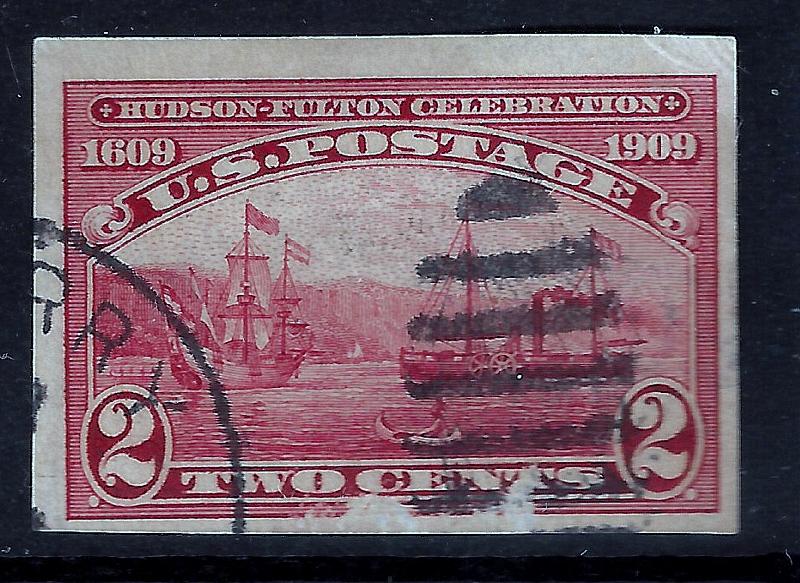 HUDSON-FULTON CELEBRATION
1609 1909
U.S. POSTAGE
2 2
TWO CENTS